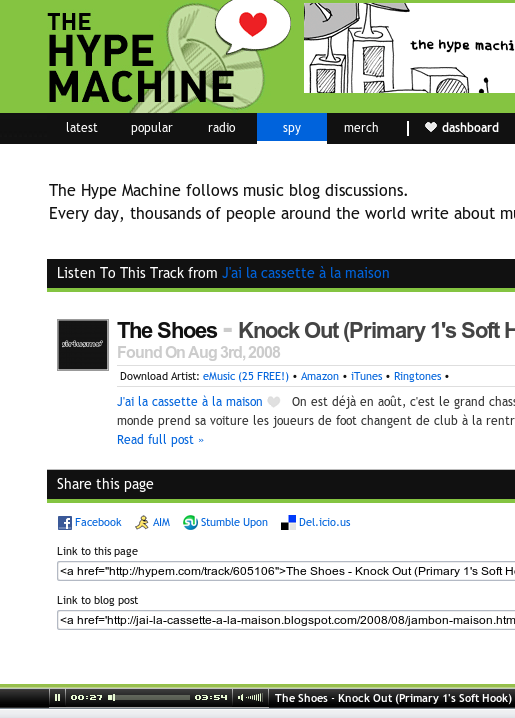 THE
HYPE
MACHINE
the hype machi
latest popular radio spy merch dashboard
The Hype Machine follows music blog discussions.
Every day, thousands of people around the world write about mu
Listen To This Track from J'ai la cassette à la maison
The Shoes - Knock Out (Primary 1's Soft H
Found On Aug 3rd, 2008
Download Artist: eMusic (25 FREE!) • Amazon • iTunes • Ringtones •
J'ai la cassette à la maison On est déjà en août, c'est le grand chass
monde prend sa voiture les joueurs de foot changent de club à la rentr
Read full post »
Share this page
Facebook AIM Stumble Upon Del.icio.us
Link to this page
<a href="http://hypem.com/track/605106">The Shoes - Knock Out (Primary 1's Soft Ho
Link to blog post
<a href='http://jai-la-cassette-a-la-maison.blogspot.com/2008/08/jambon-maison.htm
00:27 03:54 The Shoes - Knock Out (Primary 1's Soft Hook)